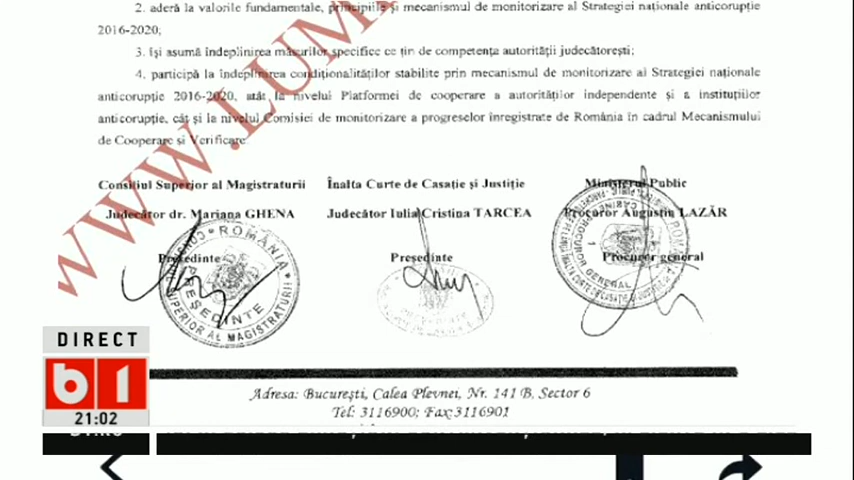 2. aderă la valorile fundamentale, principiile și mecanismul de monitorizare al Strategiei naționale anticorupție
2016-2020;
3. își asumă îndeplinirea măsurilor specifice ce țin de competența autorității judecătorești;
4. participă la îndeplinirea condiționalităților stabilite prin mecanismul de monitorizare al Strategiei naționale
anticorupție 2016-2020, atât la nivelul Platformei de cooperare a autorităților independente și a instituțiilor
anticorupție, cât și la nivelul Comisiei de monitorizare a progreselor înregistrate de România în cadrul Mecanismului
de Cooperare și Verificare.
WWW.LUM
Consiliul Superior al Magistraturii Înalta Curte de Casație și Justiție Ministerul Public
Judecător dr. Mariana GHENA Judecător Iulia Cristina TARCEA Procuror Augustin LAZĂR
Președinte Președinte Procuror general
ROMÂNIA
CONSILIUL SUPERIOR AL MAGISTRATURII
PREȘEDINTE
ROMÂNIA
PROCUROR GENERAL
DIRECT
b1
21:02
Adresa: București, Calea Plevnei, Nr. 141 B, Sector 6
Tel: 3116900; Fax 3116901